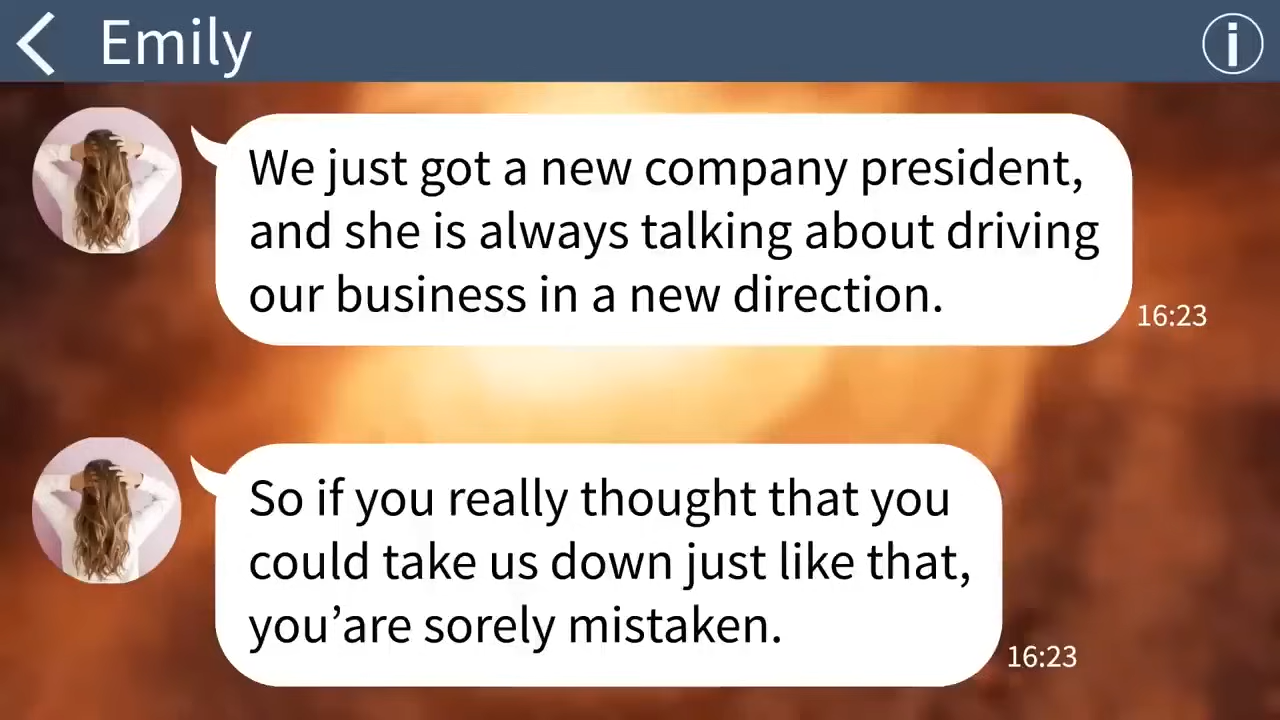 Emily
We just got a new company president,
and she is always talking about driving
our business in a new direction.
16:23
So if you really thought that you
could take us down just like that,
you’are sorely mistaken.
16:23